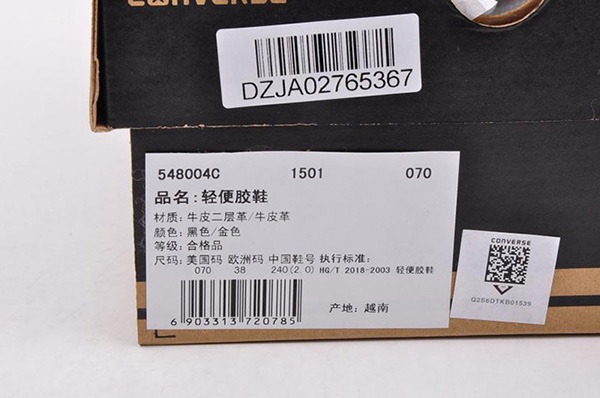 CONVERSE
DZJA02765367
548004C 1501 070
品名:轻便胶鞋
材质:牛皮二层革/牛皮革
颜色:黑色/金色
等级:合格品
尺码:美国码 欧洲码 中国鞋号 执行标准:
070 38 240(2.0) HG/T 2018-2003 轻便胶鞋
6 903313 720785
产地:越南
CONVERSE
Q2S6DTKB01539